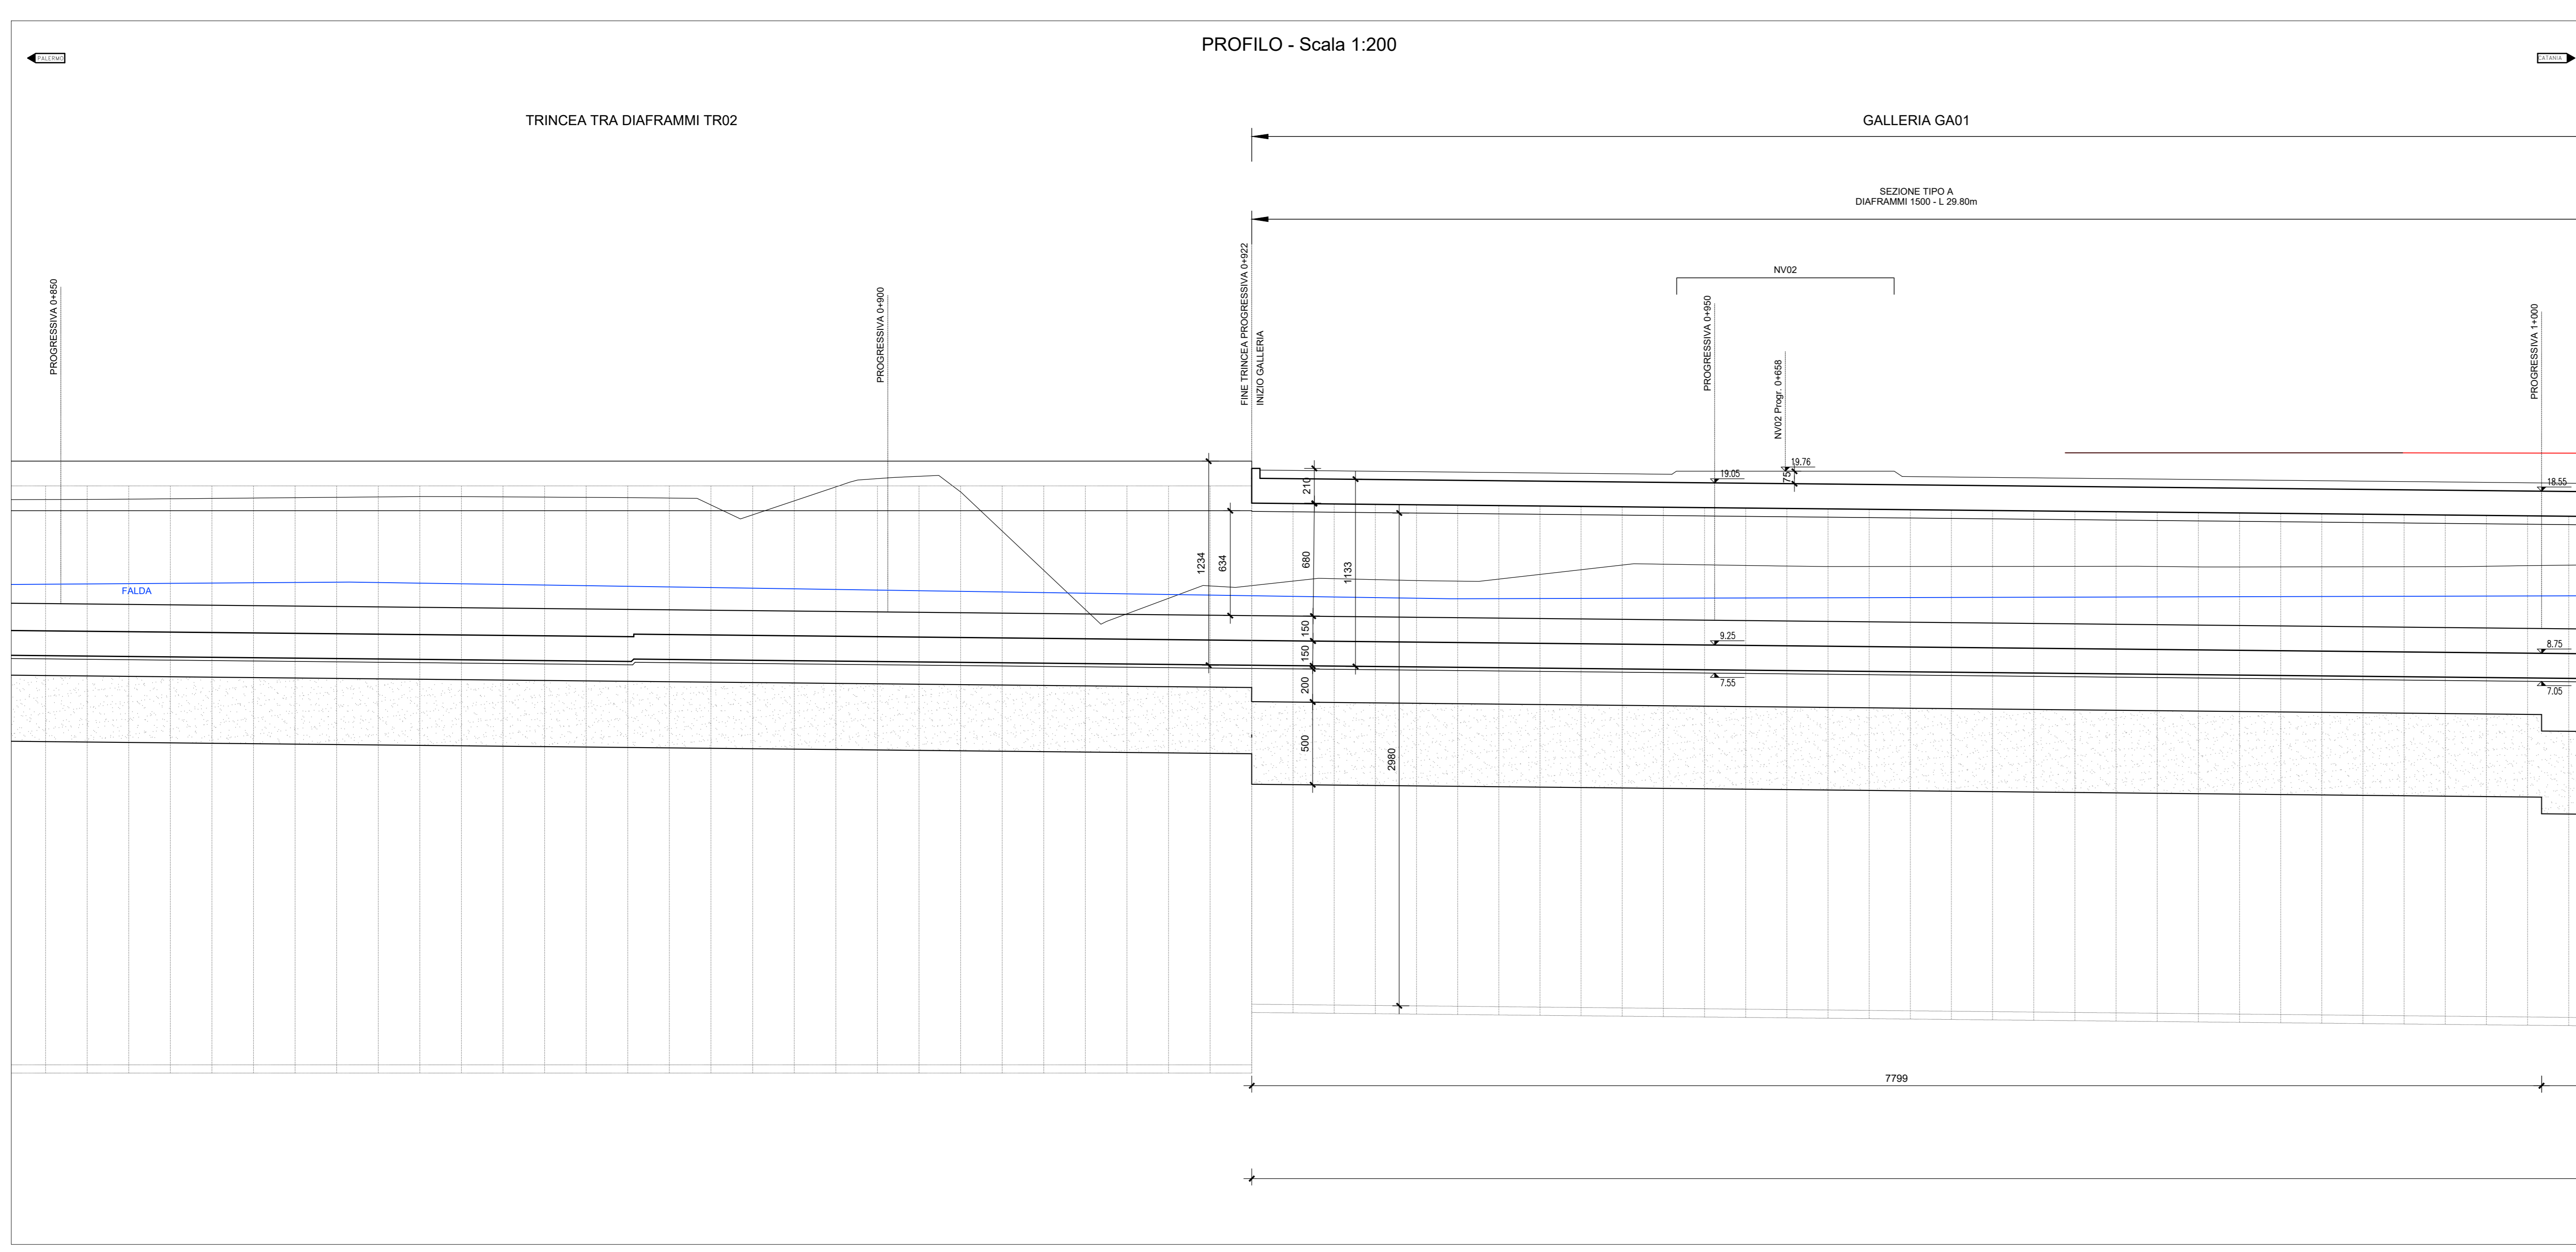 PROFILO - Scala 1:200
PALERMO
CATANIA
TRINCEA TRA DIAFRAMMI TR02
GALLERIA GA01
SEZIONE TIPO A
DIAFRAMMI 1500 - L 29.80m
NV02
PROGRESSIVA 0+850
PROGRESSIVA 0+900
FINE TRINCEA PROGRESSIVA 0+922
INIZIO GALLERIA
PROGRESSIVA 0+950
NV02 Progr. 0+658
PROGRESSIVA 1+000
19.76
19.05
75
18.55
210
1234
634
680
1133
FALDA
150
9.25
8.75
150
200
7.55
7.05
500
2980
7799